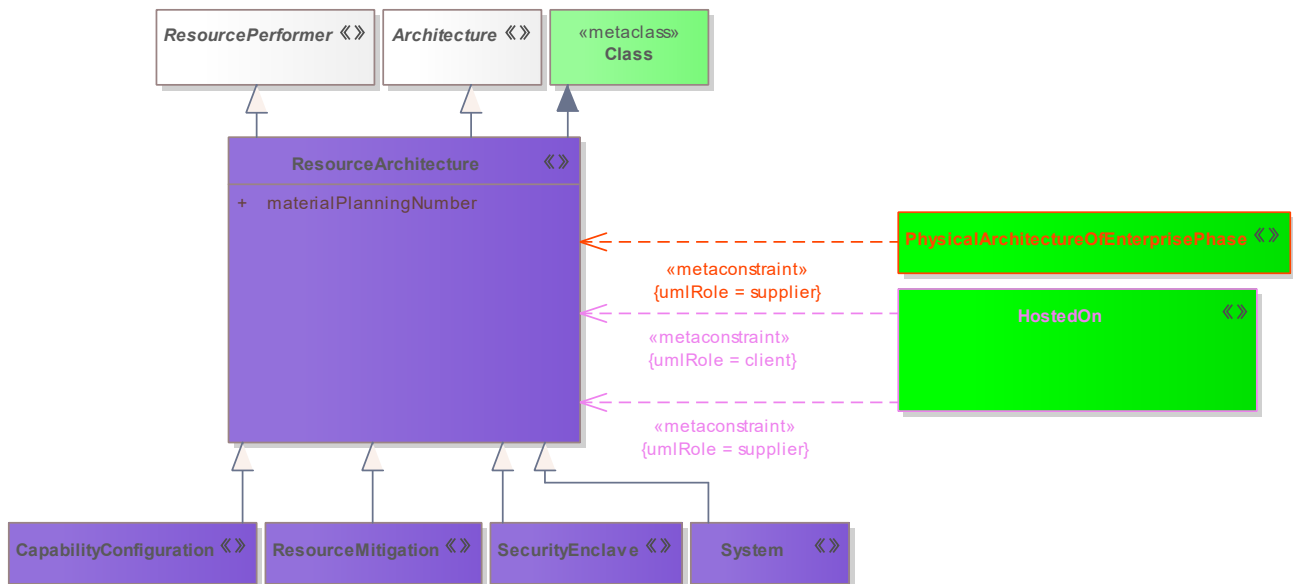 ResourcePerformer «»
Architecture «»
«metaclass»
Class
ResourceArchitecture «»
+ materialPlanningNumber
PhysicalArchitectureOfEnterprisePhase «»
«metaconstraint»
{umlRole = supplier}
HostedOn «»
«metaconstraint»
{umlRole = client}
«metaconstraint»
{umlRole = supplier}
CapabilityConfiguration «»
ResourceMitigation «»
SecurityEnclave «»
System «»